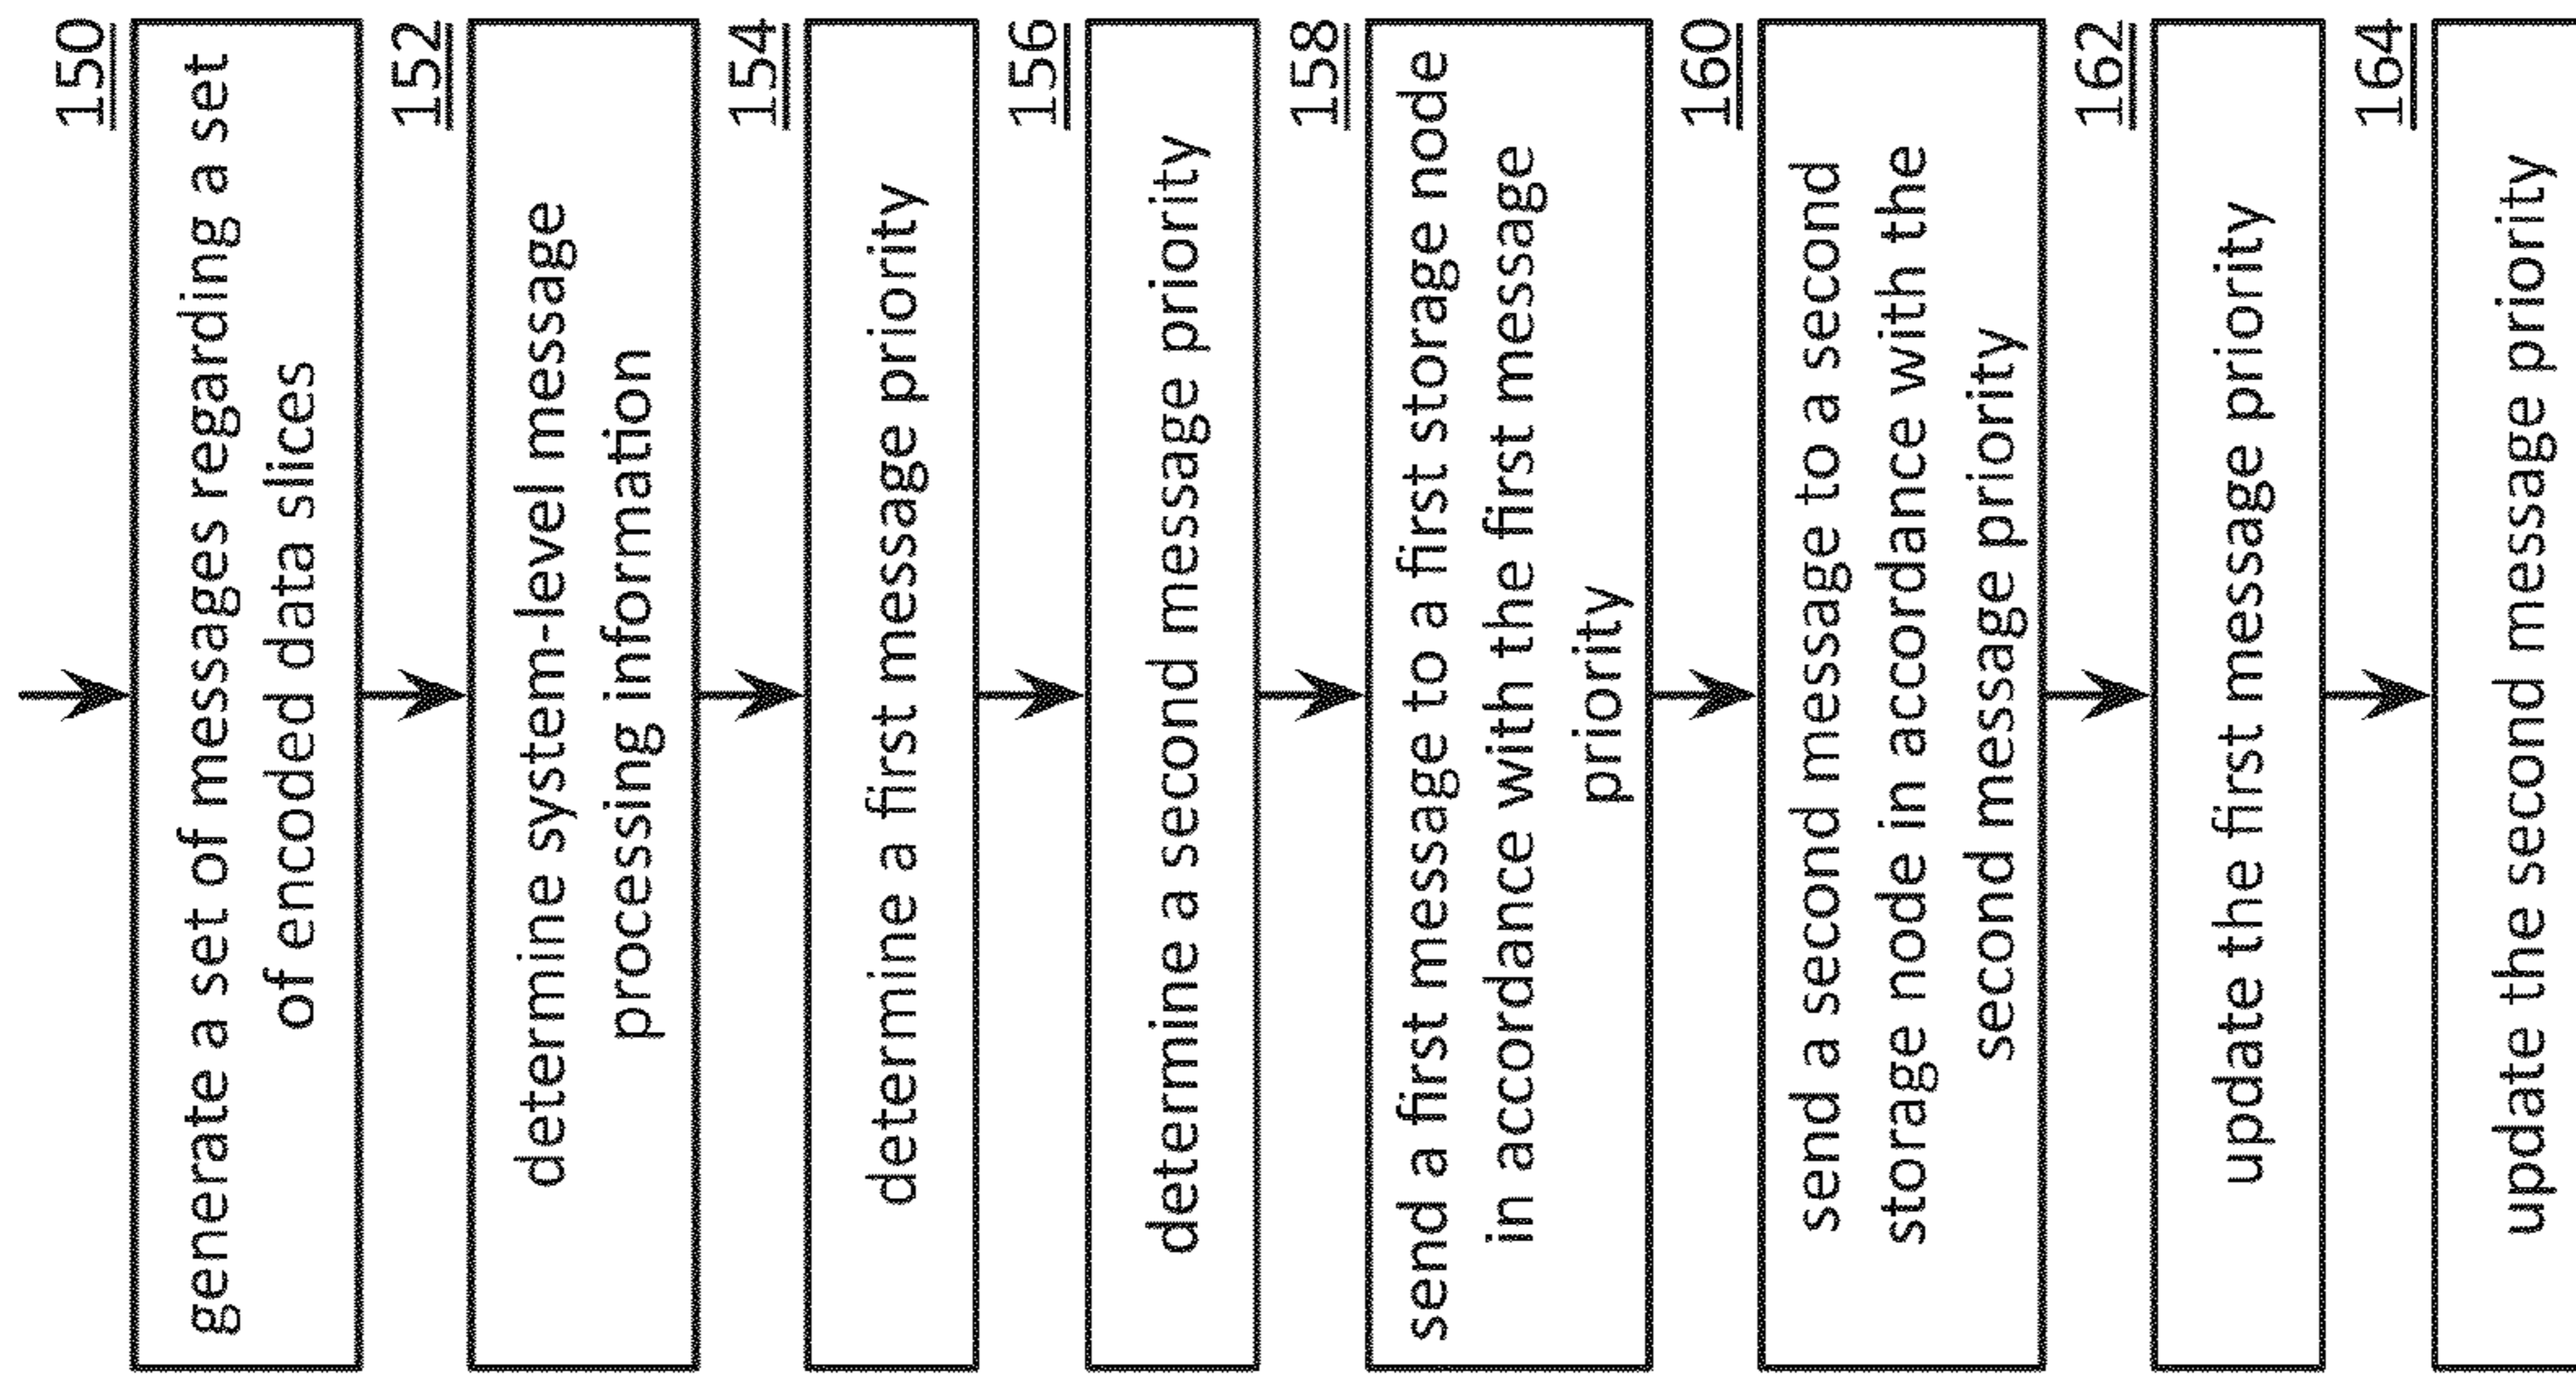 150
generate a set of messages regarding a set
of encoded data slices
152
determine system-level message
processing information
154
determine a first message priority
156
determine a second message priority
158
send a first message to a first storage node
in accordance with the first message
priority
160
send a second message to a second
storage node in accordance with the
second message priority
162
update the first message priority
164
update the second message priority